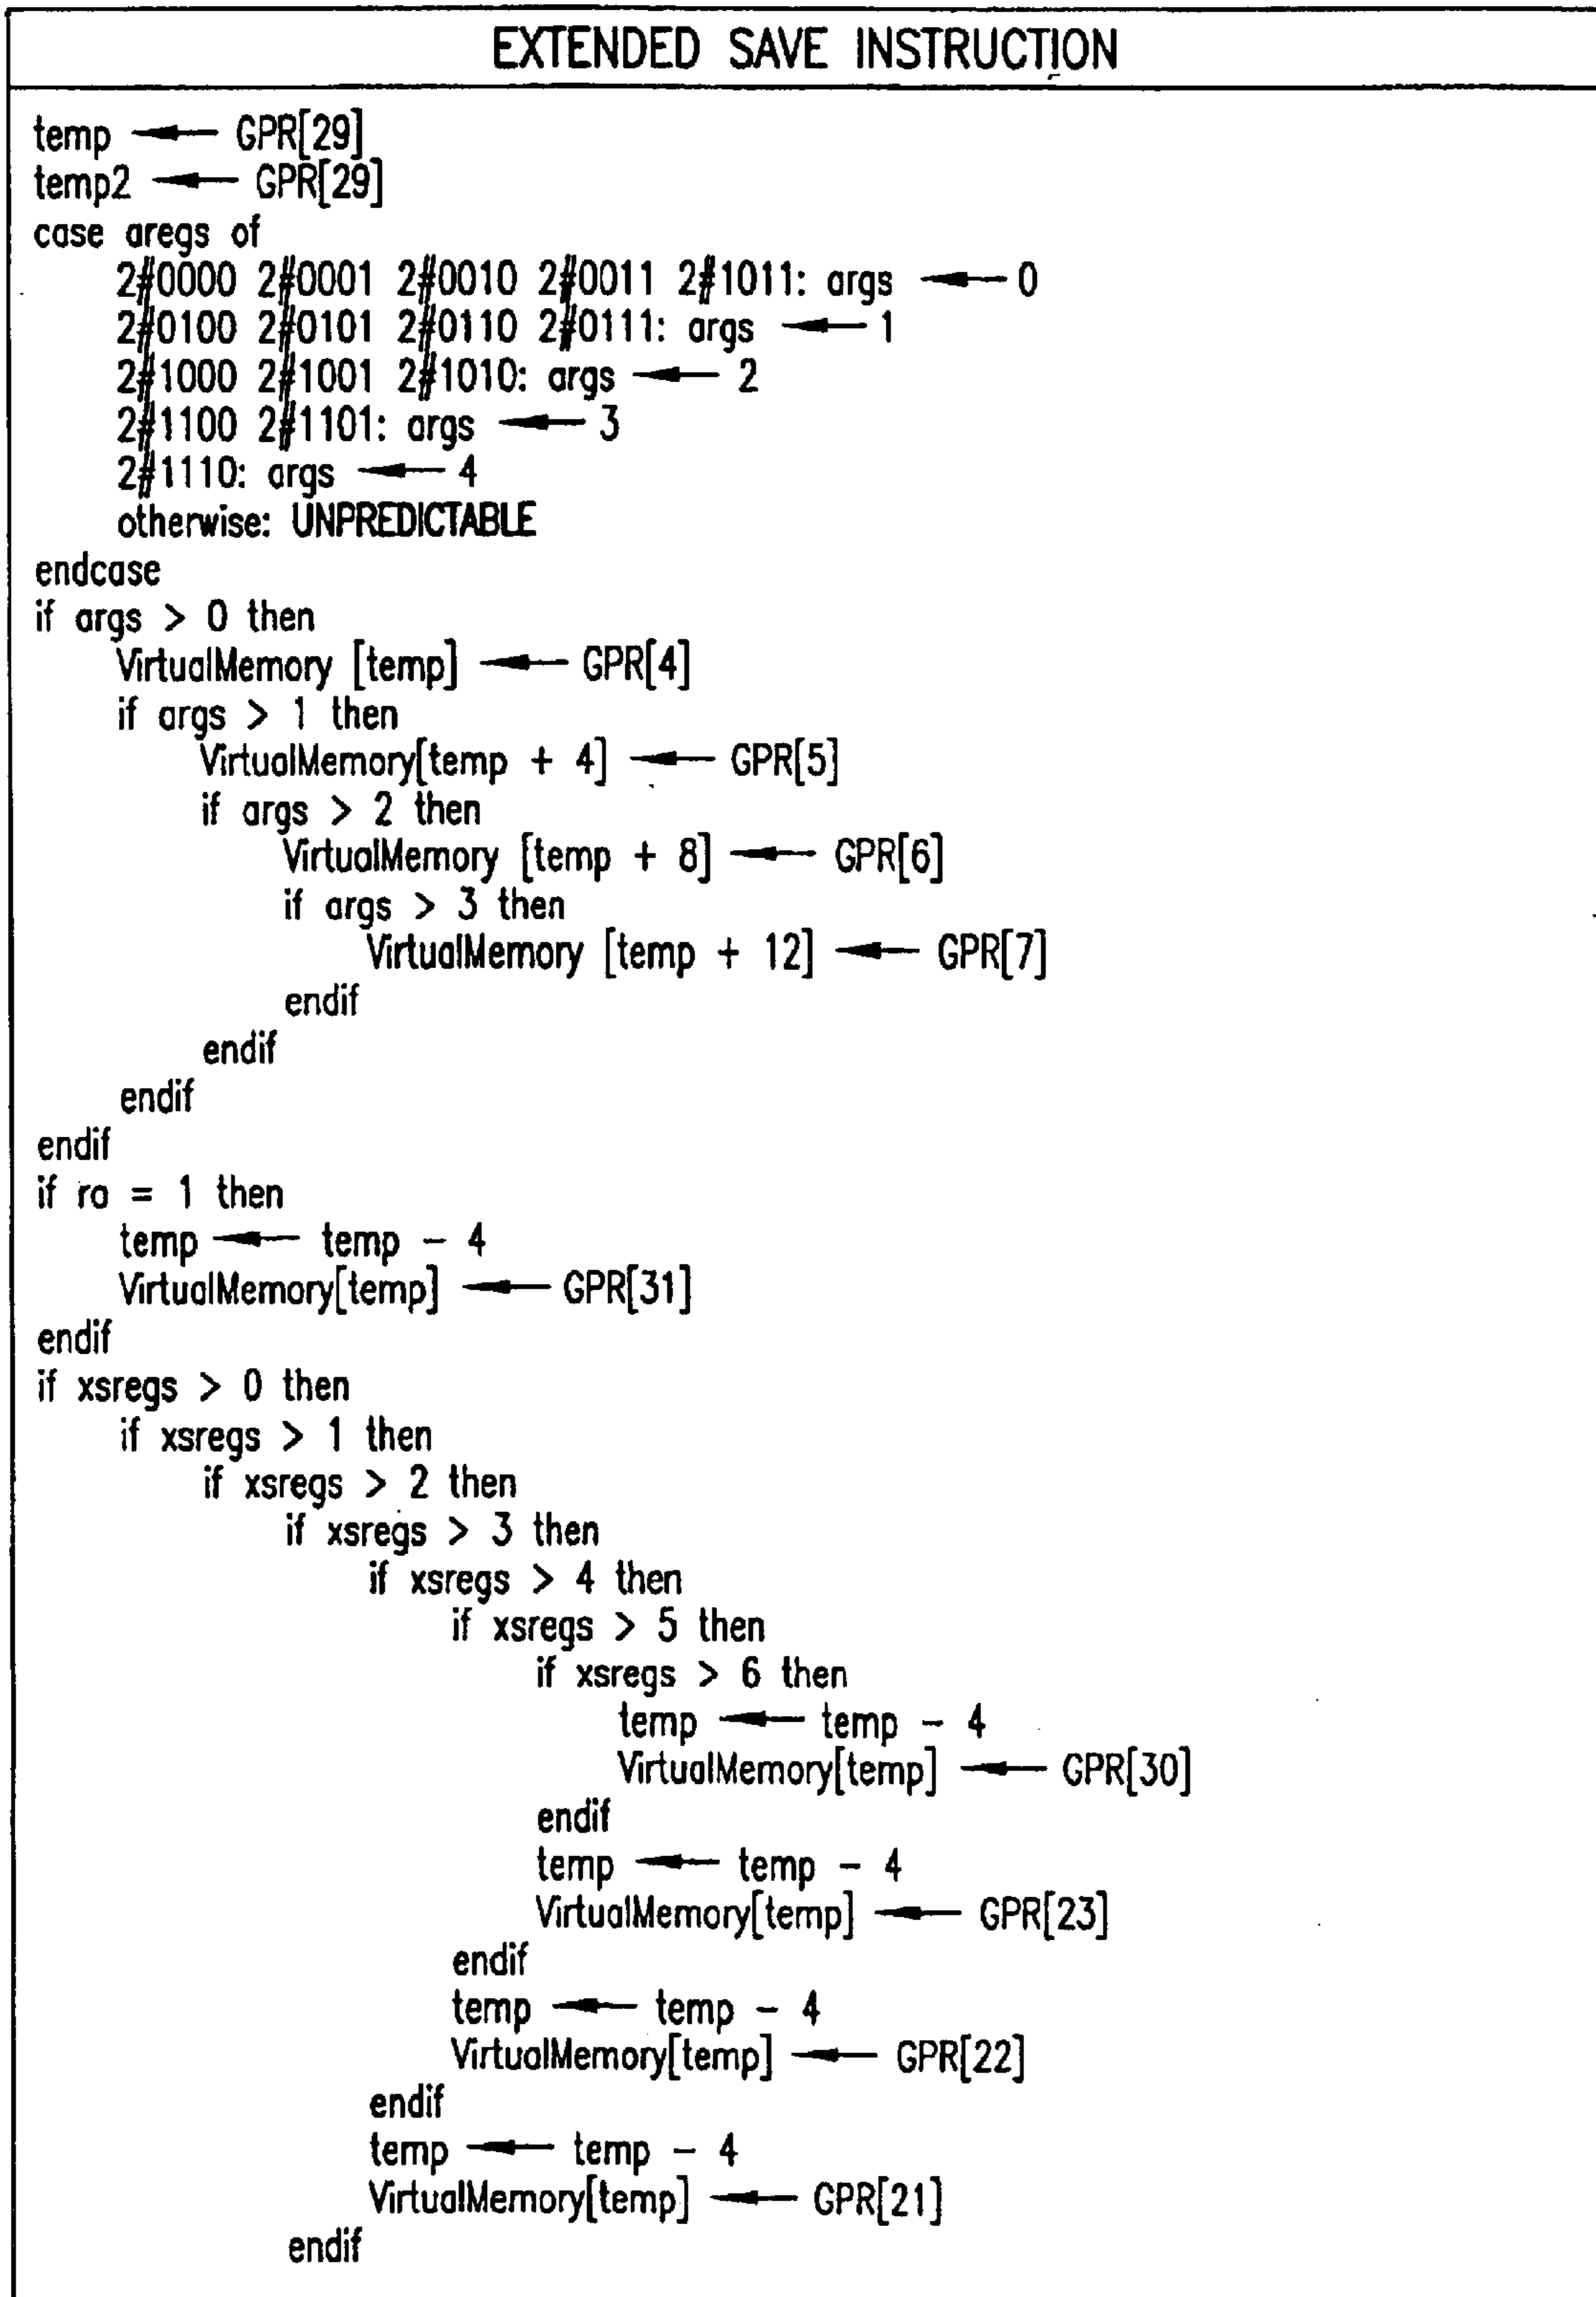 EXTENDED SAVE INSTRUCTION
temp ← GPR[29]
temp2 ← GPR[29]
case aregs of
2#0000 2#0001 2#0010 2#0011 2#1011: args ← 0
2#0100 2#0101 2#0110 2#0111: args ← 1
2#1000 2#1001 2#1010: args ← 2
2#1100 2#1101: args ← 3
2#1110: args ← 4
otherwise: UNPREDICTABLE
endcase
if args > 0 then
VirtualMemory [temp] ← GPR[4]
if args > 1 then
VirtualMemory[temp + 4] ← GPR[5]
if args > 2 then
VirtualMemory [temp + 8] ← GPR[6]
if args > 3 then
VirtualMemory [temp + 12] ← GPR[7]
endif
endif
endif
endif
if ra = 1 then
temp ← temp - 4
VirtualMemory[temp] ← GPR[31]
endif
if xsregs > 0 then
if xsregs > 1 then
if xsregs > 2 then
if xsregs > 3 then
if xsregs > 4 then
if xsregs > 5 then
if xsregs > 6 then
temp ← temp - 4
VirtualMemory[temp] ← GPR[30]
endif
temp ← temp - 4
VirtualMemory[temp] ← GPR[23]
endif
temp ← temp - 4
VirtualMemory[temp] ← GPR[22]
endif
temp ← temp - 4
VirtualMemory[temp] ← GPR[21]
endif